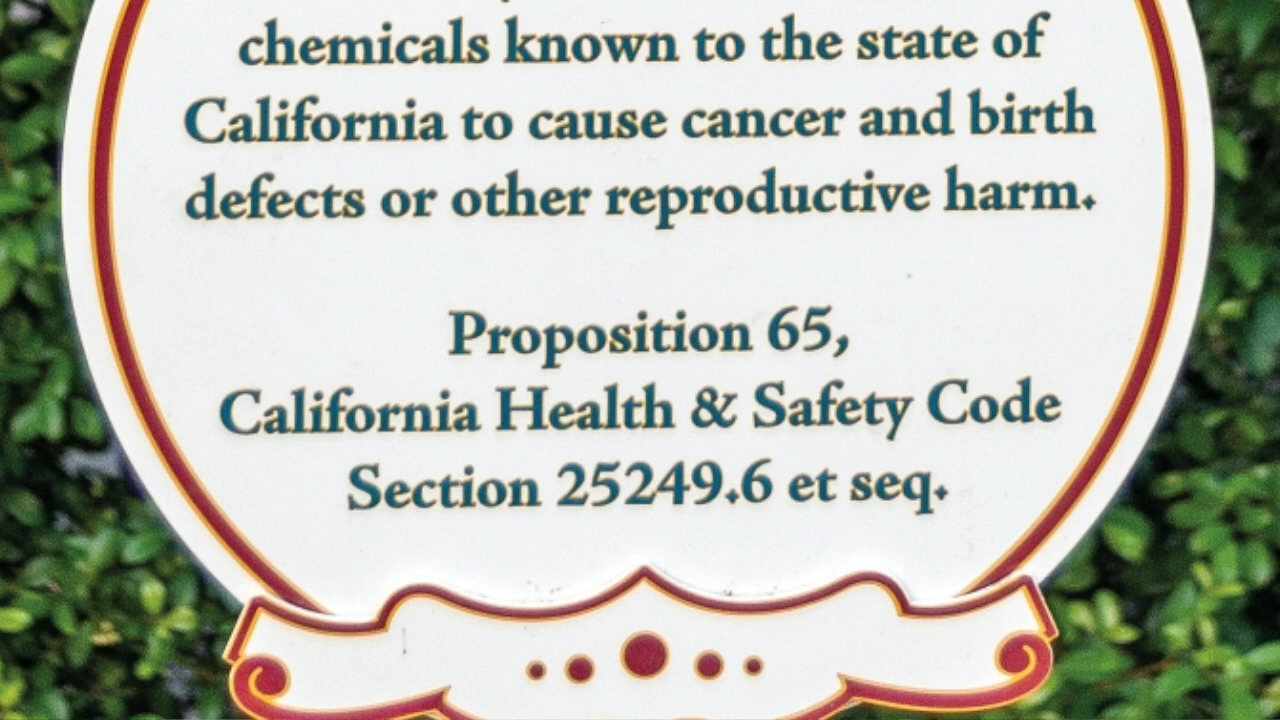 chemicals known to the state of
California to cause cancer and birth
defects or other reproductive harm.
Proposition 65,
California Health & Safety Code
Section 25249.6 et seq.